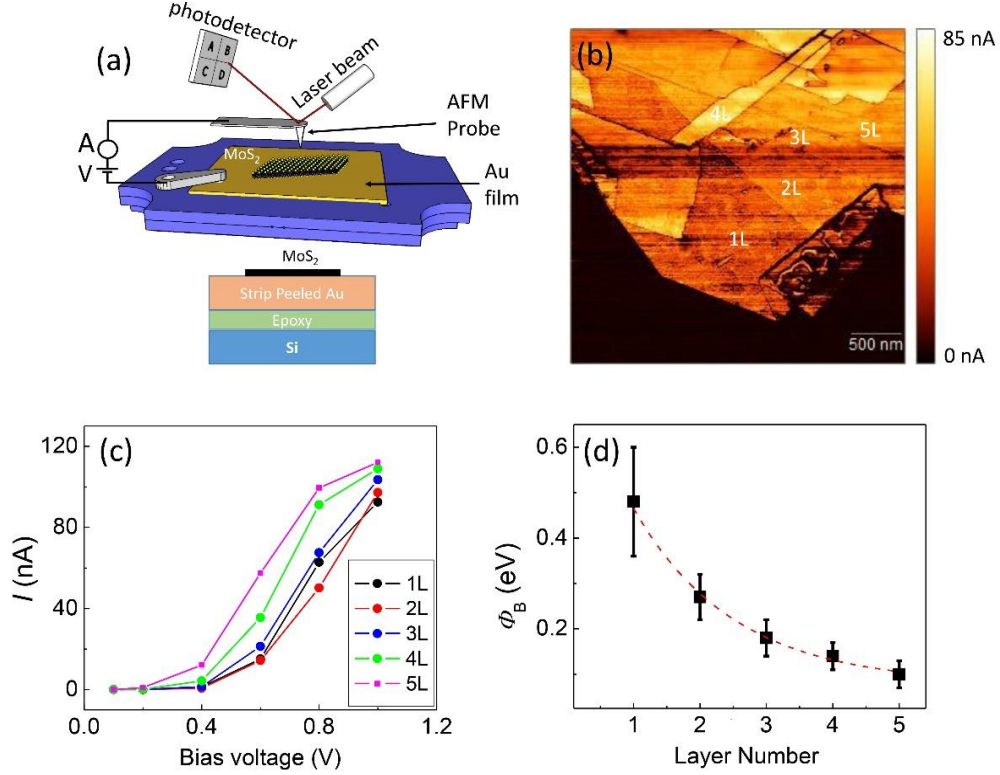 (a)
photodetector
A B
C D
Laser beam
AFM
Probe
A
V
MoS2
Au
film
MoS2
Strip Peeled Au
Epoxy
Si
(b)
85 nA
4L
3L
5L
2L
1L
500 nm
0 nA
(c)
120
80
40
0
I (nA)
1L
2L
3L
4L
5L
0.0
0.4
0.8
1.2
Bias voltage (V)
(d)
0.6
0.4
0.1
ΦB (eV)
1
2
3
4
5
Layer Number